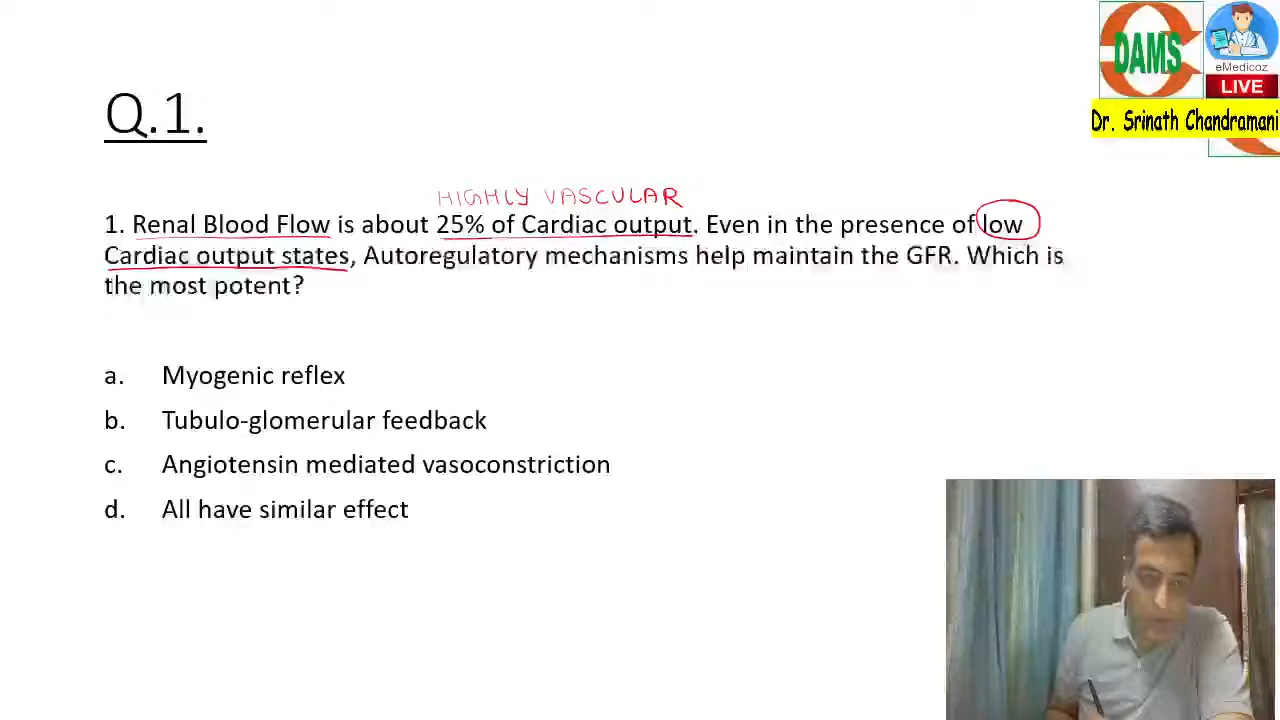 DAMS
eMedicoz
LIVE
Dr. Srinath Chandramani
Q.1.
HIGHLY VASCULAR
1. Renal Blood Flow is about 25% of Cardiac output. Even in the presence of low
Cardiac output states, Autoregulatory mechanisms help maintain the GFR. Which is
the most potent?
a. Myogenic reflex
b. Tubulo-glomerular feedback
c. Angiotensin mediated vasoconstriction
d. All have similar effect